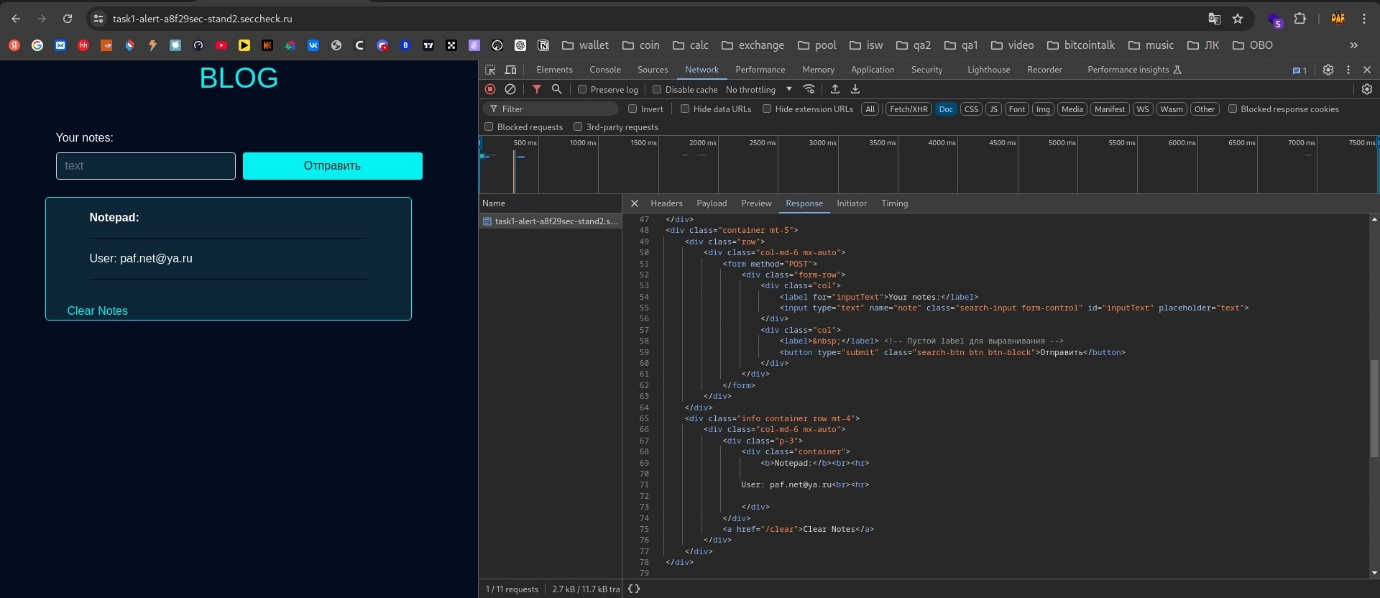 task1-alert-a8f29sec-stand2.seccheck.ru
wallet coin calc exchange pool isw qa2 qa1 video bitcointalk music ЛК ОВО »
BLOG
Your notes:
text Отправить
Notepad:
User: paf.net@ya.ru
Clear Notes
Elements Console Sources Network Performance Memory Application Security Lighthouse Recorder Performance insights 1
Preserve log Disable cache No throttling
Filter Invert Hide data URLs Hide extension URLs All Fetch/XHR Doc CSS JS Font Img Media Manifest WS Wasm Other Blocked response cookies
Blocked requests 3rd-party requests
500 ms 1000 ms 1500 ms 2000 ms 2500 ms 3000 ms 3500 ms 4000 ms 4500 ms 5000 ms 5500 ms 6000 ms 6500 ms 7000 ms 7500 ms
Name Headers Payload Preview Response Initiator Timing
task1-alert-a8f29sec-stand2.s...
47 </div>
48 <div class="container mt-5">
49 <div class="row">
50 <div class="col-md-6 mx-auto">
51 <form method="POST">
52 <div class="form-row">
53 <div class="col">
54 <label for="inputText">Your notes:</label>
55 <input type="text" name="note" class="search-input form-control" id="inputText" placeholder="text">
56 </div>
57 <div class="col">
58 <label>&nbsp;</label> <!-- Пустой label для выравнивания -->
59 <button type="submit" class="search-btn btn btn-block">Отправить</button>
60 </div>
61 </div>
62 </form>
63 </div>
64 </div>
65 <div class="info container row mt-4">
66 <div class="col-md-6 mx-auto">
67 <div class="p-3">
68 <div class="container">
69 <b>Notepad:</b><br><hr>
70
71 User: paf.net@ya.ru<br><hr>
72
73 </div>
74 </div>
75 <a href="/clear">Clear Notes</a>
76 </div>
77 </div>
78 </div>
79
1 / 11 requests 2.7 kB / 11.7 kB tra {}